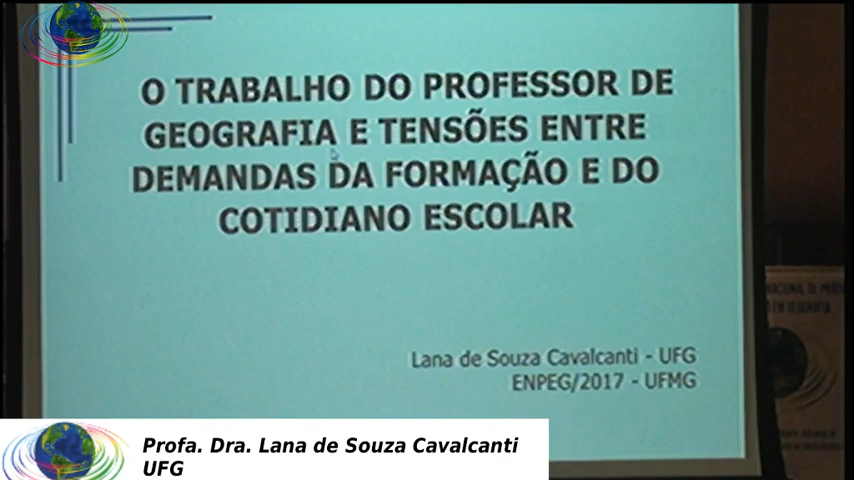 O TRABALHO DO PROFESSOR DE
GEOGRAFIA E TENSÕES ENTRE
DEMANDAS DA FORMAÇÃO E DO
COTIDIANO ESCOLAR
Lana de Souza Cavalcanti - UFG
ENPEG/2017 - UFMG
Profa. Dra. Lana de Souza Cavalcanti
UFG